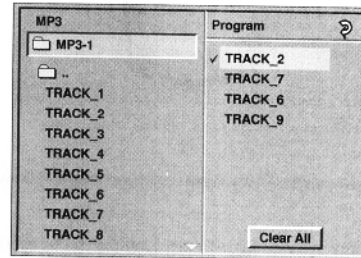 MP3
MP3-1
..
TRACK_1
TRACK_2
TRACK_3
TRACK_4
TRACK_5
TRACK_6
TRACK_7
TRACK_8
Program
✓ TRACK_2
TRACK_7
TRACK_6
TRACK_9
Clear All